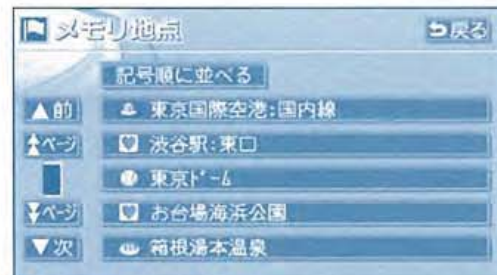 メモリ地点
戻る
記号順に並べる
▲前
東京国際空港:国内線
ページ
渋谷駅:東口
東京ﾄﾞｰﾑ
ページ
お台場海浜公園
▼次
箱根湯本温泉